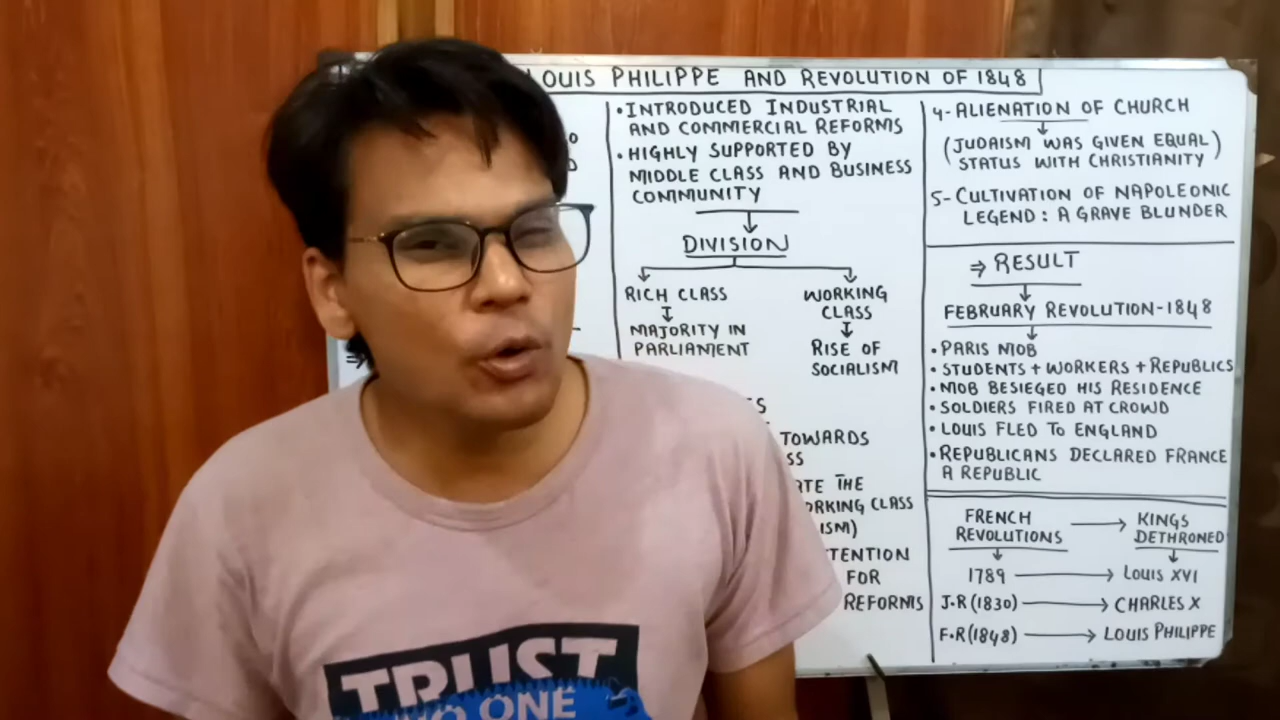 LOUIS PHILIPPE AND REVOLUTION OF 1848
• INTRODUCED INDUSTRIAL
AND COMMERCIAL REFORMS
• HIGHLY SUPPORTED BY
MIDDLE CLASS AND BUSINESS
COMMUNITY
DIVISION
RICH CLASS
MAJORITY IN
PARLIAMENT
WORKING
CLASS
RISE OF
SOCIALISM
TOWARDS
THE
CLASS
FOR
REFORMS
4- ALIENATION OF CHURCH
(JUDAISM WAS GIVEN EQUAL
STATUS WITH CHRISTIANITY)
5- CULTIVATION OF NAPOLEONIC
LEGEND: A GRAVE BLUNDER
⇒ RESULT
FEBRUARY REVOLUTION-1848
• PARIS MOB
• STUDENTS + WORKERS + REPUBLICS
• MOB BESIEGED HIS RESIDENCE
• SOLDIERS FIRED AT CROWD
• LOUIS FLED TO ENGLAND
• REPUBLICANS DECLARED FRANCE
A REPUBLIC
FRENCH
REVOLUTIONS
KINGS
DETHRONED
1789 → LOUIS XVI
J.R (1830) → CHARLES X
F.R (1848) → LOUIS PHILIPPE
TRUST
NO ONE